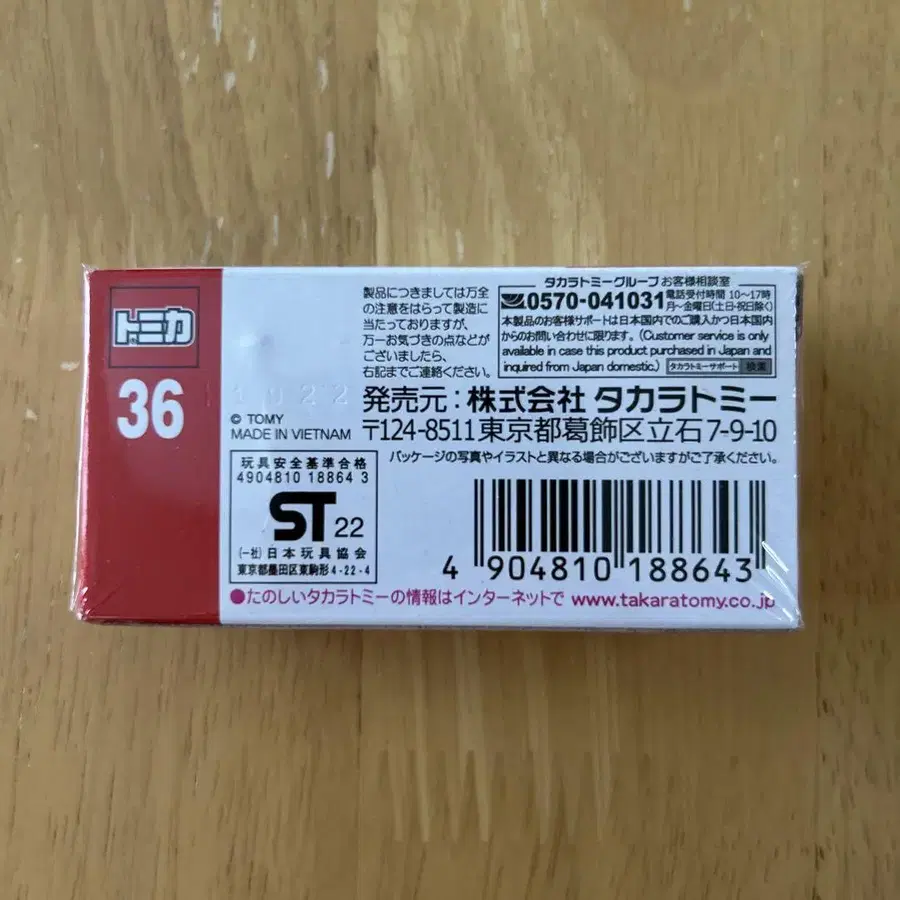 トミカ
36
製品につきましては万全
の注意をはらって製造に
当たっておりますが、
万一お気づきの点などが
ございましたら、
右記までご連絡ください。
タカラトミーグループ お客様相談室
0570-041031 電話受付時間 10〜17時
月〜金曜日(土日・祝日除く)
本製品のお客様サポートは日本国内でのご購入かつ日本国内
からのお問い合わせに限ります。(Customer service is only
available in case this product purchased in Japan and
inquired from Japan domestic.) タカラトミーサポート 検索
© TOMY
MADE IN VIETNAM
発売元：株式会社 タカラトミー
〒124-8511東京都葛飾区立石7-9-10
パッケージの写真やイラストと異なる場合がございますがご了承ください。
玩具安全基準合格
4904810 18864 3
ST 22
(一社)日本玩具協会
東京都墨田区東駒形4-22-4
4 904810 188643
●たのしいタカラトミーの情報はインターネットで www.takaratomy.co.jp